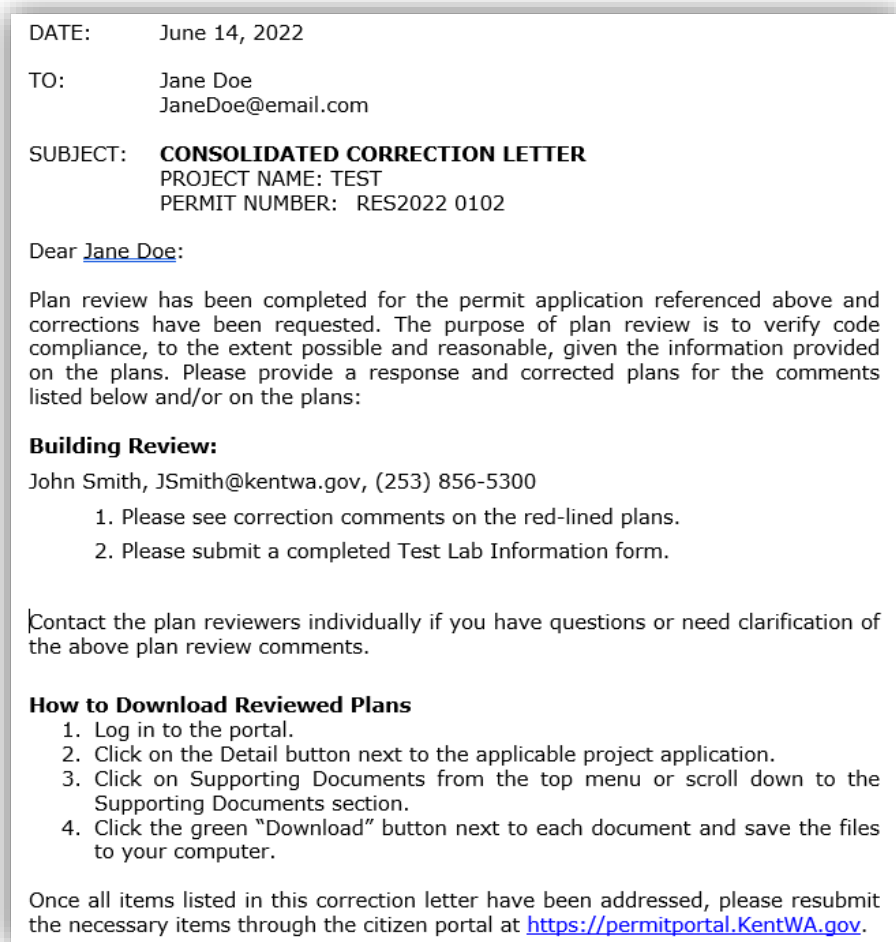 DATE: June 14, 2022
TO: Jane Doe
JaneDoe@email.com
SUBJECT: CONSOLIDATED CORRECTION LETTER
PROJECT NAME: TEST
PERMIT NUMBER: RES2022 0102
Dear Jane Doe:
Plan review has been completed for the permit application referenced above and
corrections have been requested. The purpose of plan review is to verify code
compliance, to the extent possible and reasonable, given the information provided
on the plans. Please provide a response and corrected plans for the comments
listed below and/or on the plans:
Building Review:
John Smith, JSmith@kentwa.gov, (253) 856-5300
1. Please see correction comments on the red-lined plans.
2. Please submit a completed Test Lab Information form.
Contact the plan reviewers individually if you have questions or need clarification of
the above plan review comments.
How to Download Reviewed Plans
1. Log in to the portal.
2. Click on the Detail button next to the applicable project application.
3. Click on Supporting Documents from the top menu or scroll down to the
Supporting Documents section.
4. Click the green “Download” button next to each document and save the files
to your computer.
Once all items listed in this correction letter have been addressed, please resubmit
the necessary items through the citizen portal at https://permitportal.KentWA.gov.